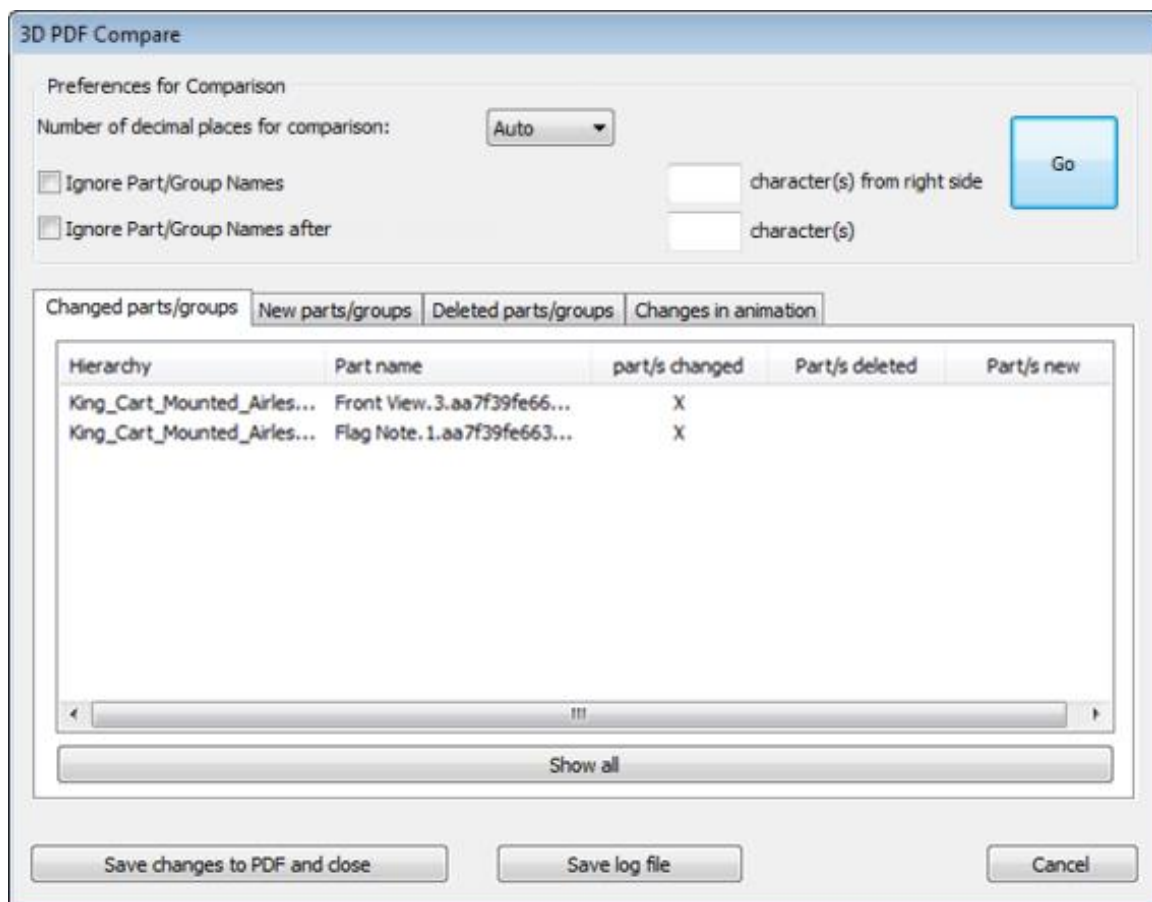 3D PDF Compare
Preferences for Comparison
Number of decimal places for comparison: Auto
Go
Ignore Part/Group Names character(s) from right side
Ignore Part/Group Names after character(s)
Changed parts/groups New parts/groups Deleted parts/groups Changes in animation
Hierarchy Part name part/s changed Part/s deleted Part/s new
King_Cart_Mounted_Airles... Front View.3.aa7f39fe66... X
King_Cart_Mounted_Airles... Flag Note.1.aa7f39fe663... X
Show all
Save changes to PDF and close Save log file Cancel